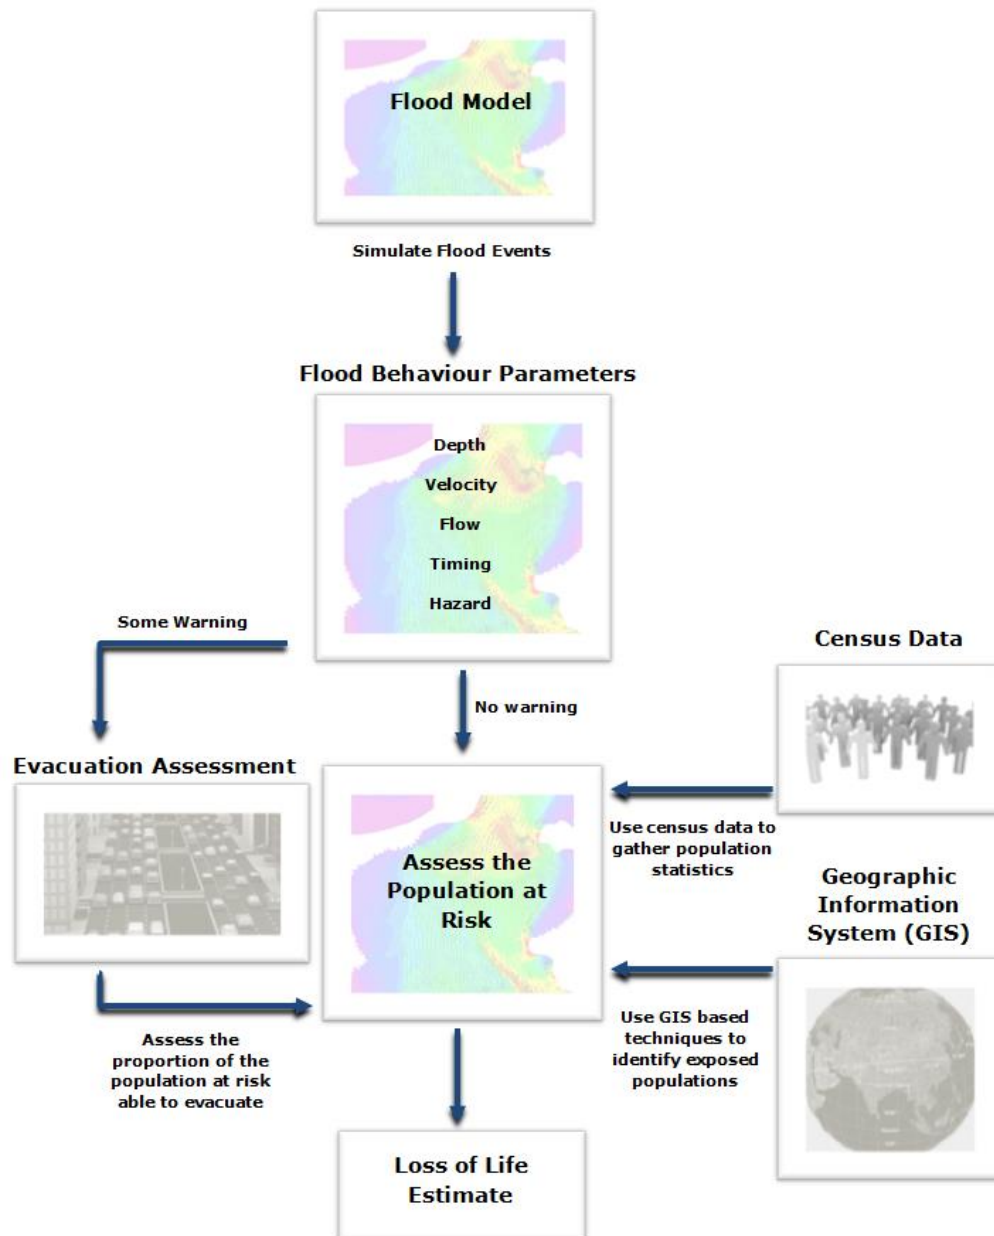 Flood Model
Simulate Flood Events
Flood Behaviour Parameters
Depth
Velocity
Flow
Timing
Hazard
Some Warning
No warning
Census Data
Evacuation Assessment
Assess the
Population at
Risk
Use census data to
gather population
statistics
Geographic
Information
System (GIS)
Assess the
proportion of the
population at risk
able to evacuate
Use GIS based
techniques to
identify exposed
populations
Loss of Life
Estimate